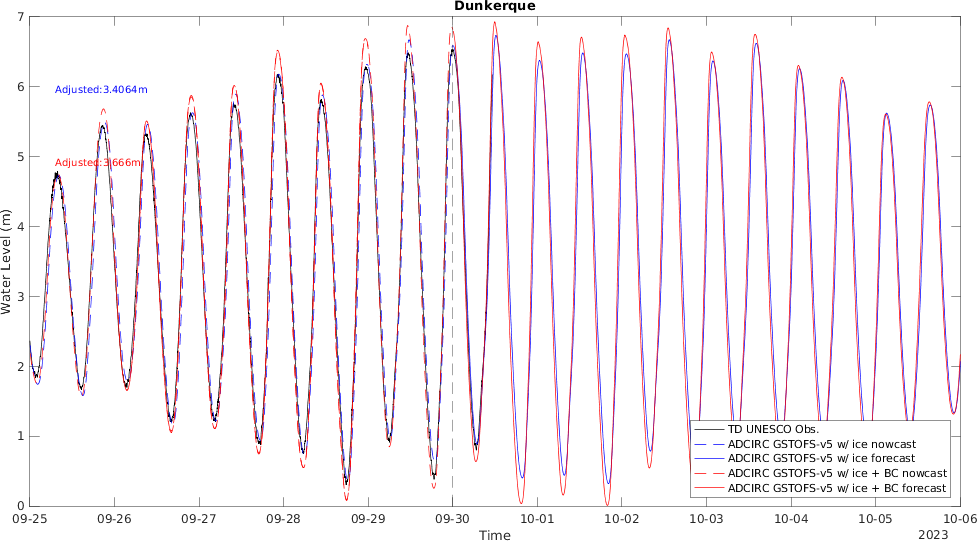 Dunkerque
7
6
5
4
3
2
1
0
Water Level (m)
Adjusted:3.4064m
Adjusted:3.666m
TD UNESCO Obs.
ADCIRC GSTOFS-v5 w/ ice nowcast
ADCIRC GSTOFS-v5 w/ ice forecast
ADCIRC GSTOFS-v5 w/ ice + BC nowcast
ADCIRC GSTOFS-v5 w/ ice + BC forecast
09-25 09-26 09-27 09-28 09-29 09-30 10-01 10-02 10-03 10-04 10-05 10-06
Time
2023